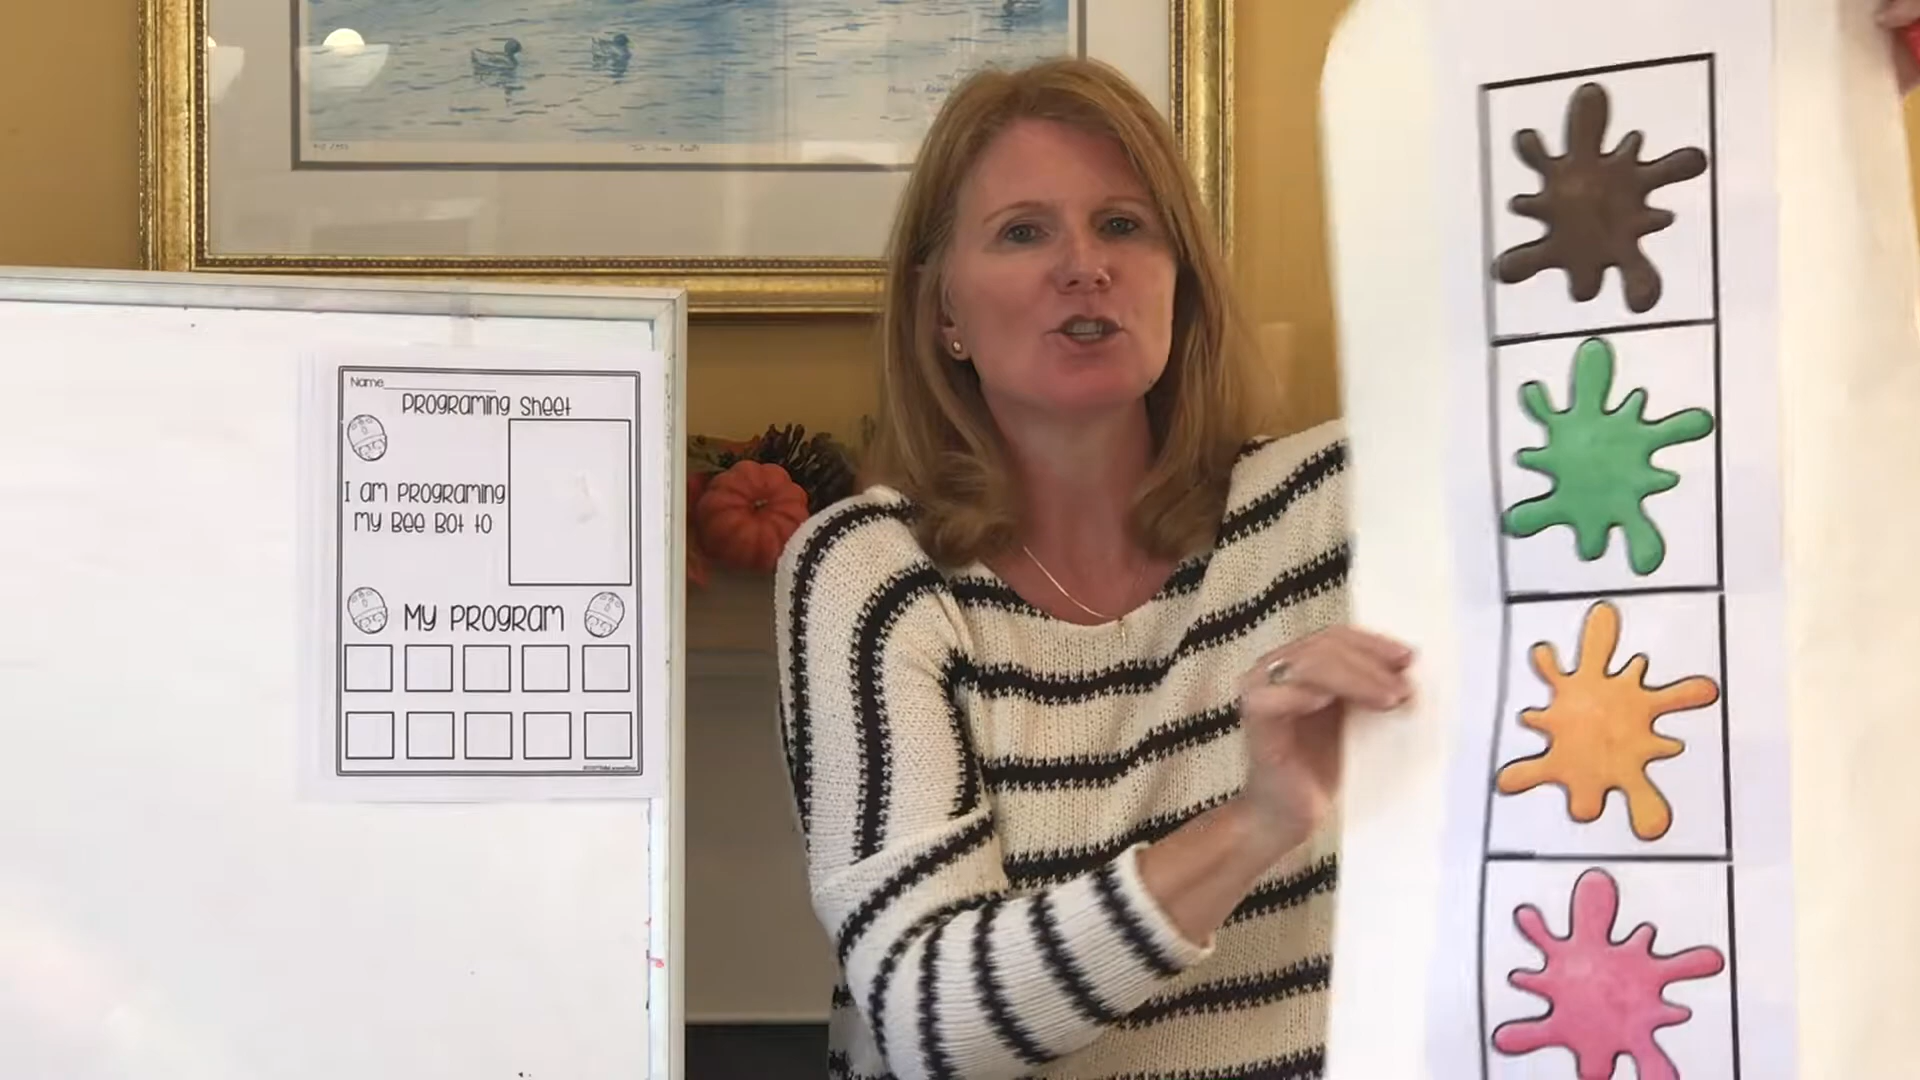 Name
PROGRAMING SHEET
I AM PROGRAMING
MY BEE BOT TO
MY PROGRAM